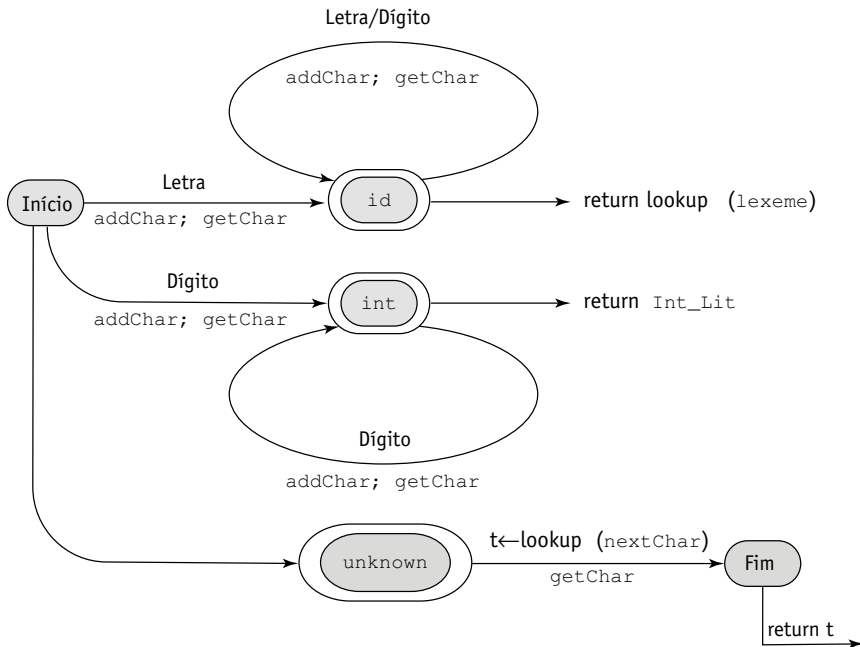 Letra/Dígito
addChar; getChar
Letra
Início
id
return lookup (lexeme)
addChar; getChar
Dígito
int
return Int_Lit
addChar; getChar
Dígito
addChar; getChar
t←lookup (nextChar)
unknown
Fim
getChar
return t